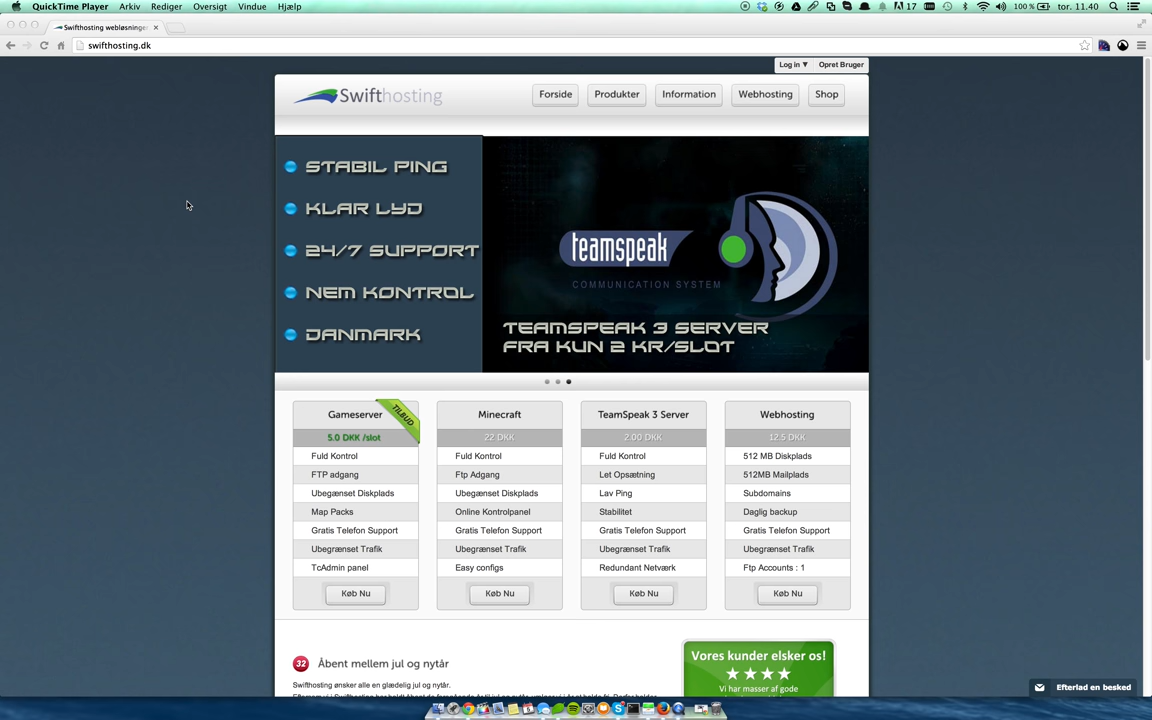 QuickTime Player Arkiv Rediger Oversigt Vindue Hjælp
17
100 %
tor. 11.40
Swifthosting webløsninger
swifthosting.dk
Log in ▼ Opret Bruger
Swifthosting
Forside Produkter Information Webhosting Shop
STABIL PING
KLAR LYD
24/7 SUPPORT
NEM KONTROL
DANMARK
teamspeak
COMMUNICATION SYSTEM
TEAMSPEAK 3 SERVER
FRA KUN 2 KR/SLOT
Gameserver
TILBUD
5.0 DKK /slot
Fuld Kontrol
FTP adgang
Ubegænset Diskplads
Map Packs
Gratis Telefon Support
Ubegrænset Trafik
TcAdmin panel
Køb Nu
Minecraft
22 DKK
Fuld Kontrol
Ftp Adgang
Ubegænset Diskplads
Online Kontrolpanel
Gratis Telefon Support
Ubegrænset Trafik
Easy configs
Køb Nu
TeamSpeak 3 Server
2.00 DKK
Fuld Kontrol
Let Opsætning
Lav Ping
Stabilitet
Gratis Telefon Support
Ubegrænset Trafik
Redundant Netværk
Køb Nu
Webhosting
12.5 DKK
512 MB Diskplads
512MB Mailplads
Subdomains
Daglig backup
Gratis Telefon Support
Ubegrænset Trafik
Ftp Accounts : 1
Køb Nu
32 Åbent mellem jul og nytår
Swifthosting ønsker alle en glædelig jul og nytår.
Vores kunder elsker os!
Vi har masser af gode
Efterlad en besked